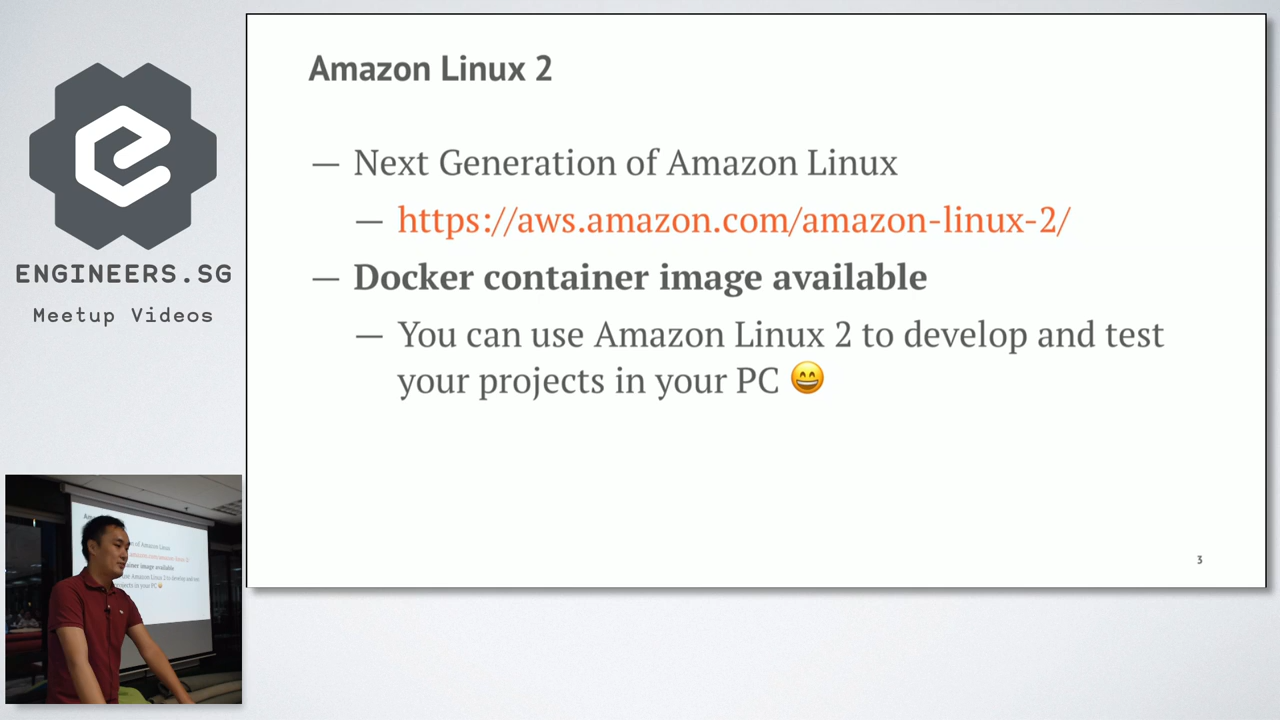 ENGINEERS.SG
Meetup Videos
Amazon Linux 2
— Next Generation of Amazon Linux
— https://aws.amazon.com/amazon-linux-2/
— Docker container image available
— You can use Amazon Linux 2 to develop and test
your projects in your PC 😄
3